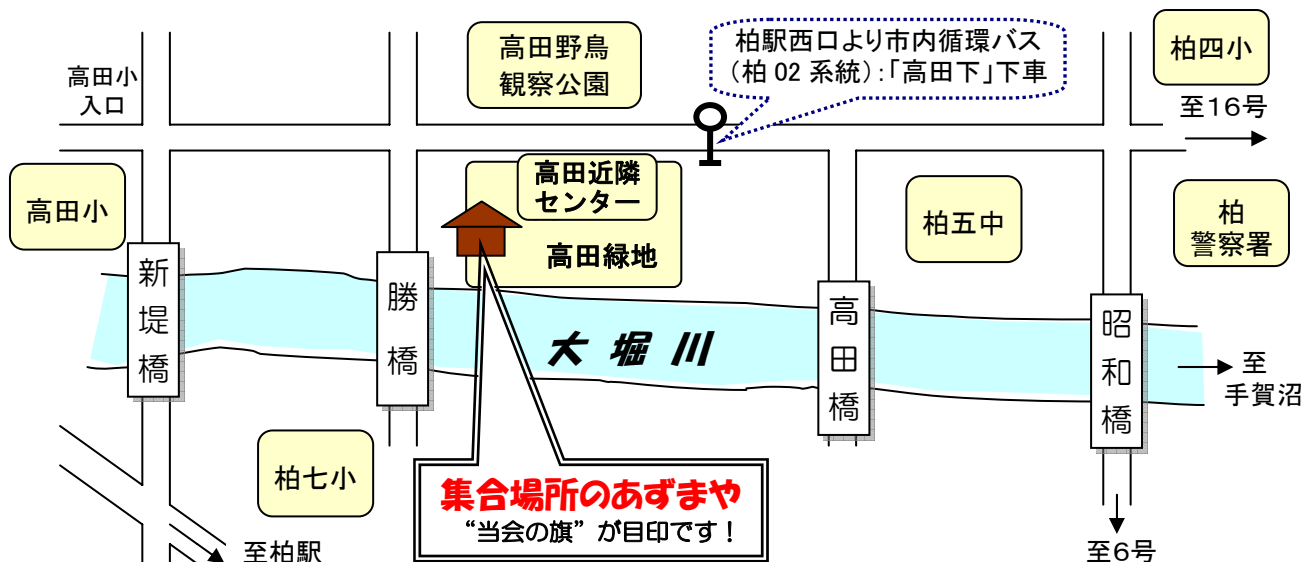 高田小
入口
高田野鳥
観察公園
柏駅西口より市内循環バス
(柏 02 系統):「高田下」下車
柏四小
至16号
高田小
高田近隣
センター
高田緑地
柏五中
柏
警察署
新堤橋
勝橋
大堀川
高田橋
昭和橋
至
手賀沼
柏七小
集合場所のあずまや
“当会の旗”が目印です！
至柏駅
至6号